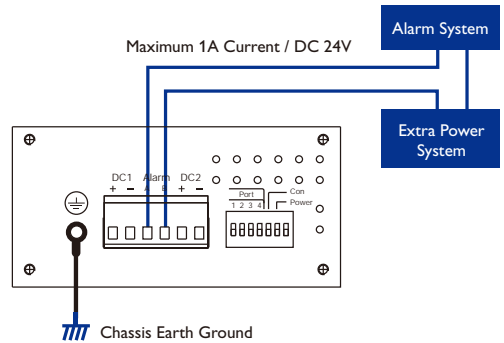 Alarm System
Maximum 1A Current / DC 24V
Extra Power
System
DC1 Alarm DC2
+ − A B + −
Port
1 2 3 4
Con
Power
Chassis Earth Ground